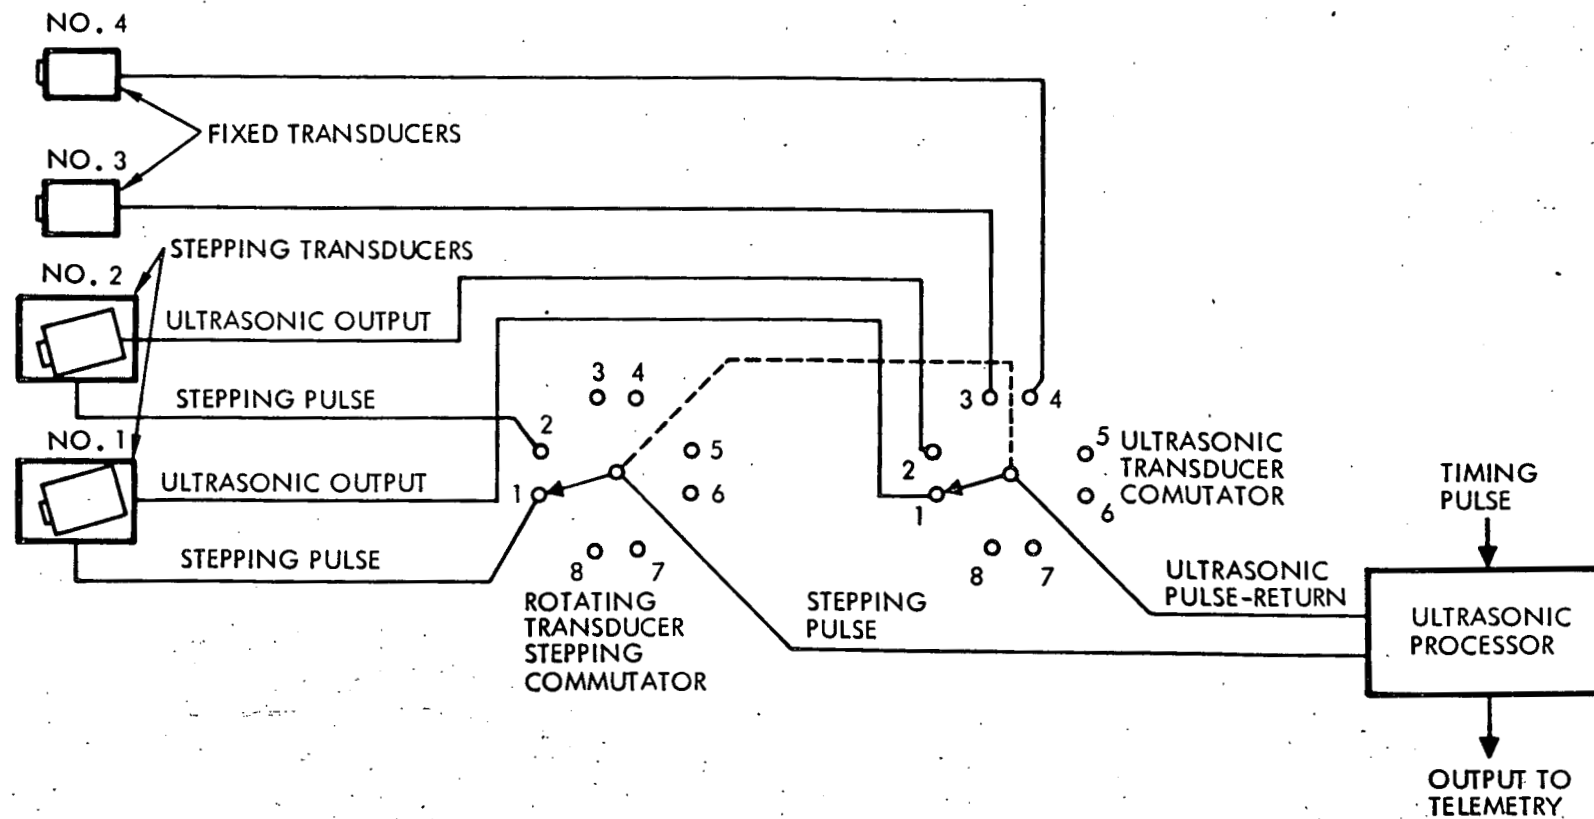 NO. 4
FIXED TRANSDUCERS
NO. 3
STEPPING TRANSDUCERS
NO. 2
ULTRASONIC OUTPUT
STEPPING PULSE
NO. 1
ULTRASONIC OUTPUT
STEPPING PULSE
3 4
2
5
1
6
8
7
ROTATING
TRANSDUCER
STEPPING
COMMUTATOR
STEPPING
PULSE
3
4
2
5
1
6
8
7
ULTRASONIC
TRANSDUCER
COMUTATOR
ULTRASONIC
PULSE-RETURN
TIMING
PULSE
ULTRASONIC
PROCESSOR
OUTPUT TO
TELEMETRY